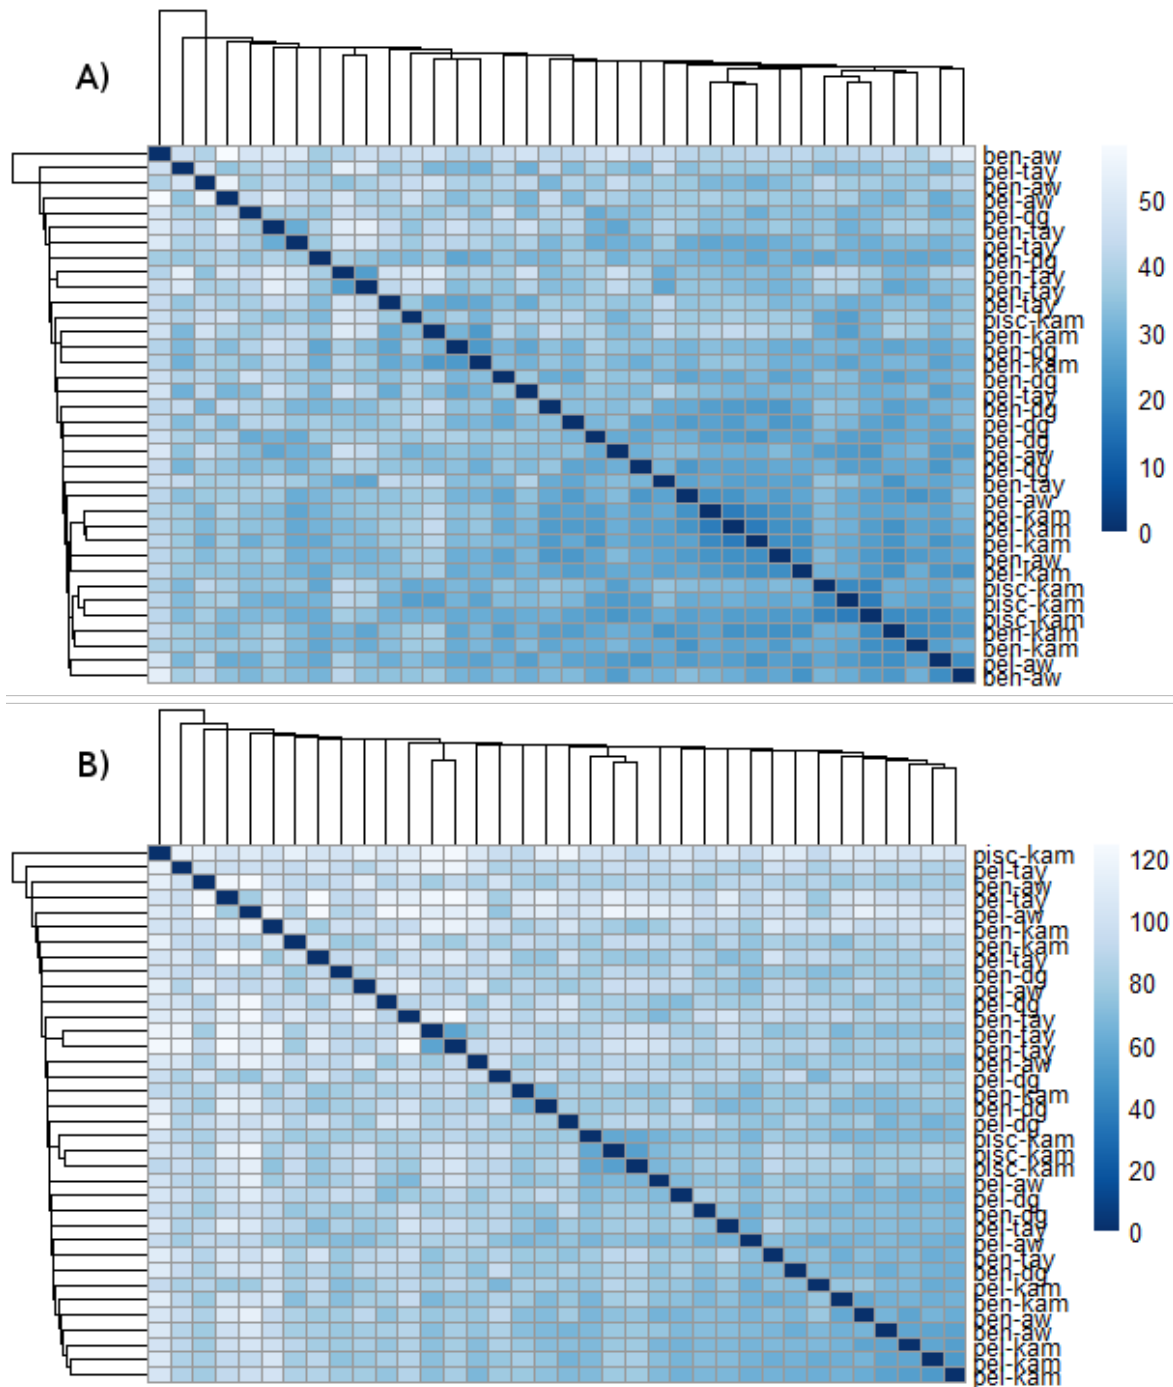 A)
ben-aw
pel-tay
ben-aw
pel-aw
pel-dg
ben-tay
pel-tay
ben-dg
ben-tay
ben-tay
pel-tay
pisc-kam
ben-kam
ben-dg
ben-kam
ben-dg
pel-tay
ben-dg
pel-dg
pel-dg
pel-aw
pel-dg
ben-tay
pel-aw
pel-kam
pel-kam
pel-kam
ben-aw
pel-kam
pisc-kam
pisc-kam
pisc-kam
ben-kam
ben-kam
pel-aw
ben-aw
50
40
30
20
10
0
B)
pisc-kam
pel-tay
ben-aw
pel-tay
pel-aw
ben-kam
ben-kam
pel-tay
ben-dg
pel-aw
pel-dg
ben-tay
ben-tay
ben-tay
ben-aw
pel-dg
ben-kam
ben-dg
pel-dg
pisc-kam
pisc-kam
pisc-kam
pel-aw
pel-dg
ben-dg
pel-tay
pel-aw
ben-tay
ben-dg
pel-kam
ben-kam
ben-aw
ben-aw
pel-kam
pel-kam
pel-kam
120
100
80
60
40
20
0